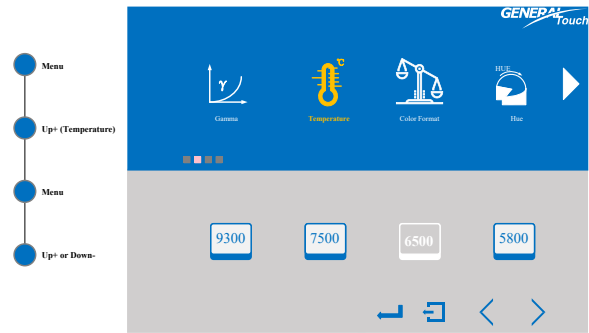 GENERAL
Touch
Menu
Up+ (Temperature)
Menu
Up+ or Down-
γ
°C
HUE
Gamma
Temperature
Color Format
Hue
9300
7500
6500
5800